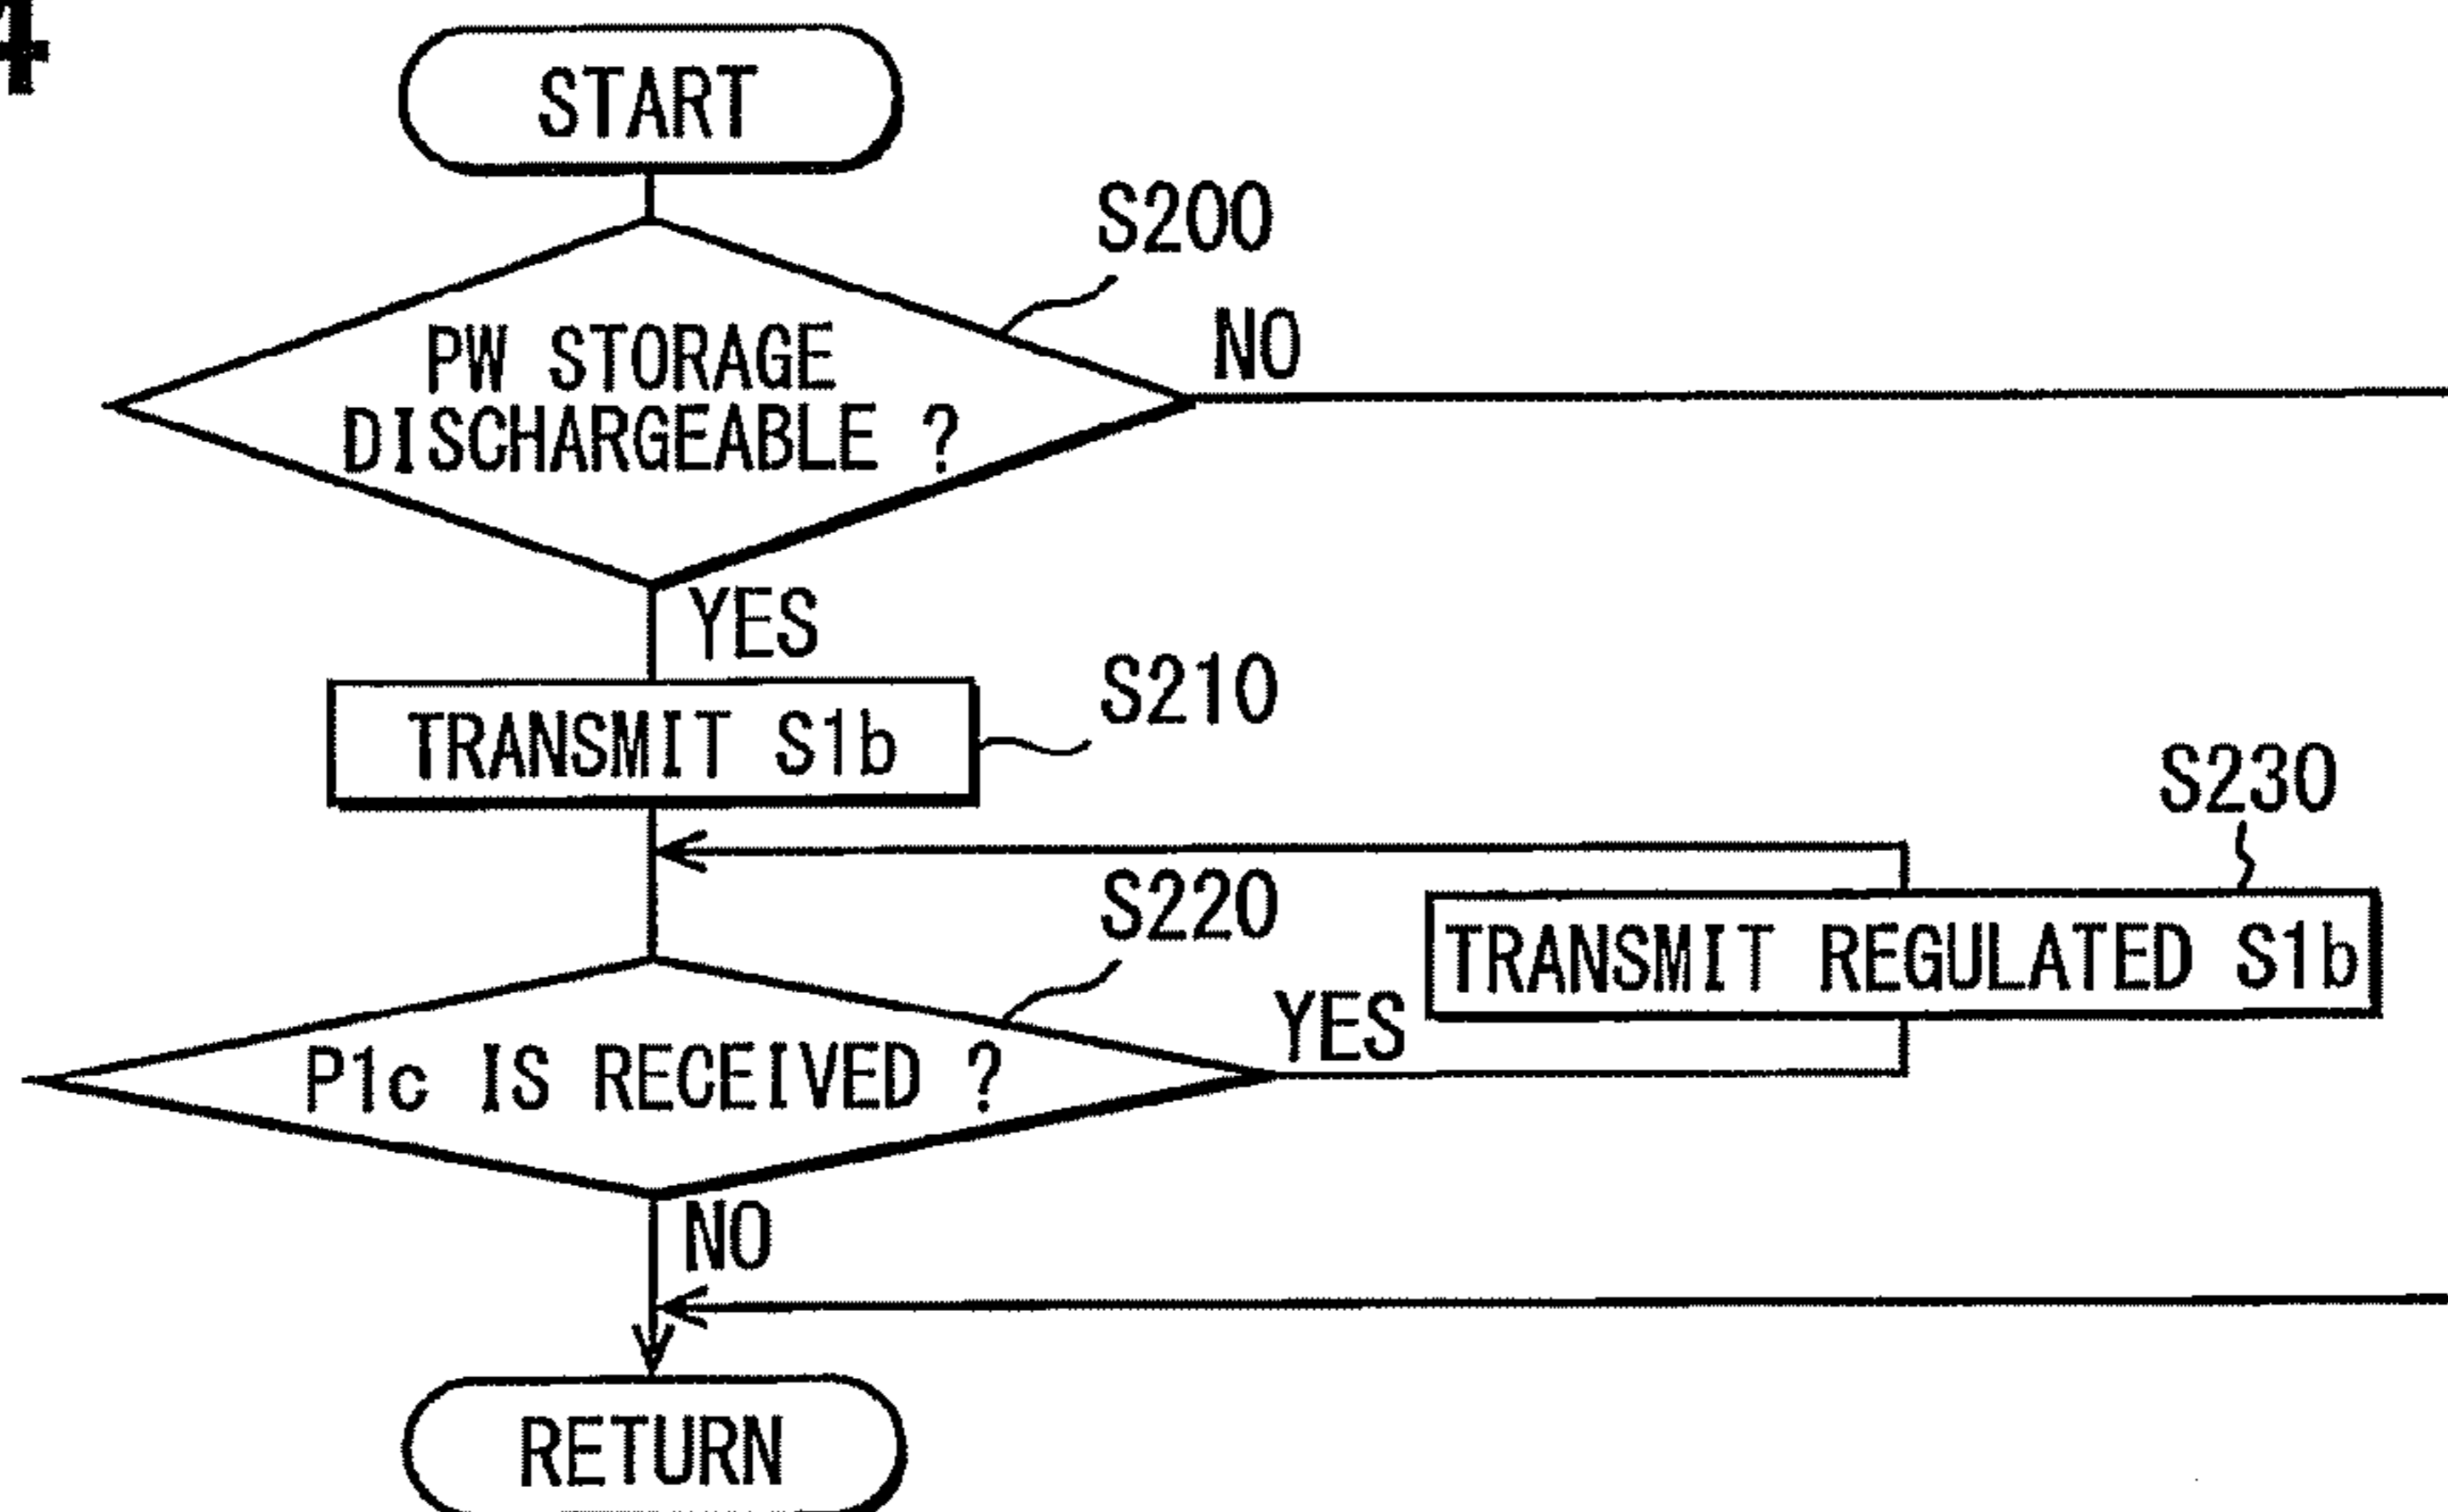 4
START
S200
PW STORAGE
DISCHARGEABLE ?
NO
YES
TRANSMIT S1b
S210
S230
TRANSMIT REGULATED S1b
S220
P1c IS RECEIVED ?
YES
NO
RETURN